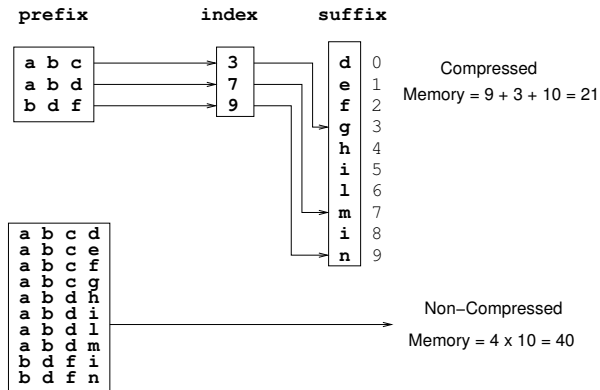 prefix index suffix
a b c 3 d 0
a b d 7 e 1
b d f 9 f 2
g 3
h 4
i 5
l 6
m 7
i 8
n 9
Compressed
Memory = 9 + 3 + 10 = 21
a b c d
a b c e
a b c f
a b c g
a b d h
a b d i
a b d l
a b d m
b d f i
b d f n
Non-Compressed
Memory = 4 x 10 = 40